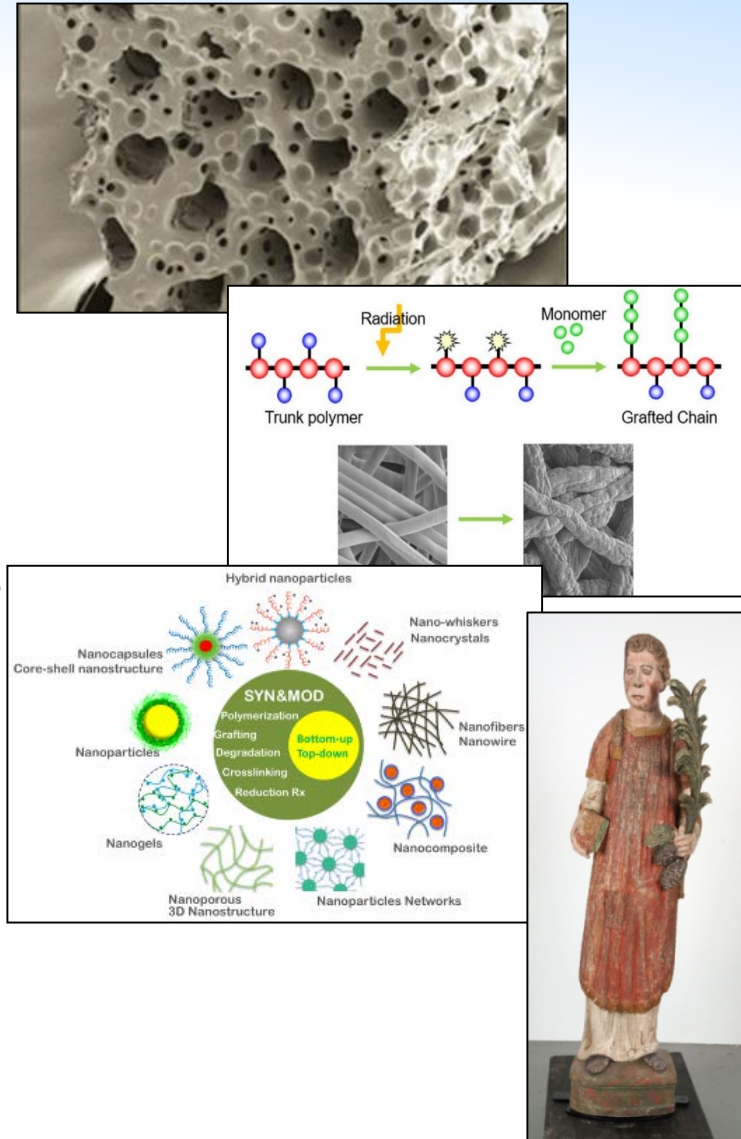 Radiation
Monomer
Trunk polymer
Grafted Chain
Hybrid nanoparticles
Nano-whiskers
Nanocrystals
Nanocapsules
Core-shell nanostructure
SYN&MOD
Polymerization
Grafting
Degradation
Crosslinking
Reduction Rx
Bottom-up
Top-down
Nanofibers
Nanowire
Nanoparticles
Nanocomposite
Nanogels
Nanoporous
3D Nanostructure
Nanoparticles Networks